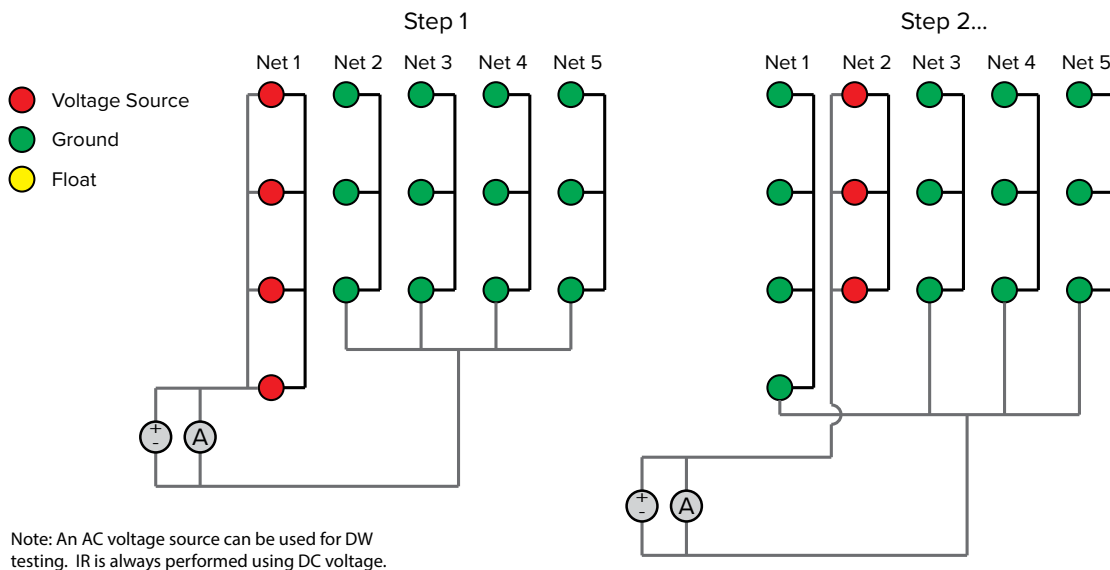 Step 1
Step 2...
Net 1 Net 2 Net 3 Net 4 Net 5
Net 1 Net 2 Net 3 Net 4 Net 5
Voltage Source
Ground
Float
+
-
A
+
-
A
Note: An AC voltage source can be used for DW
testing. IR is always performed using DC voltage.